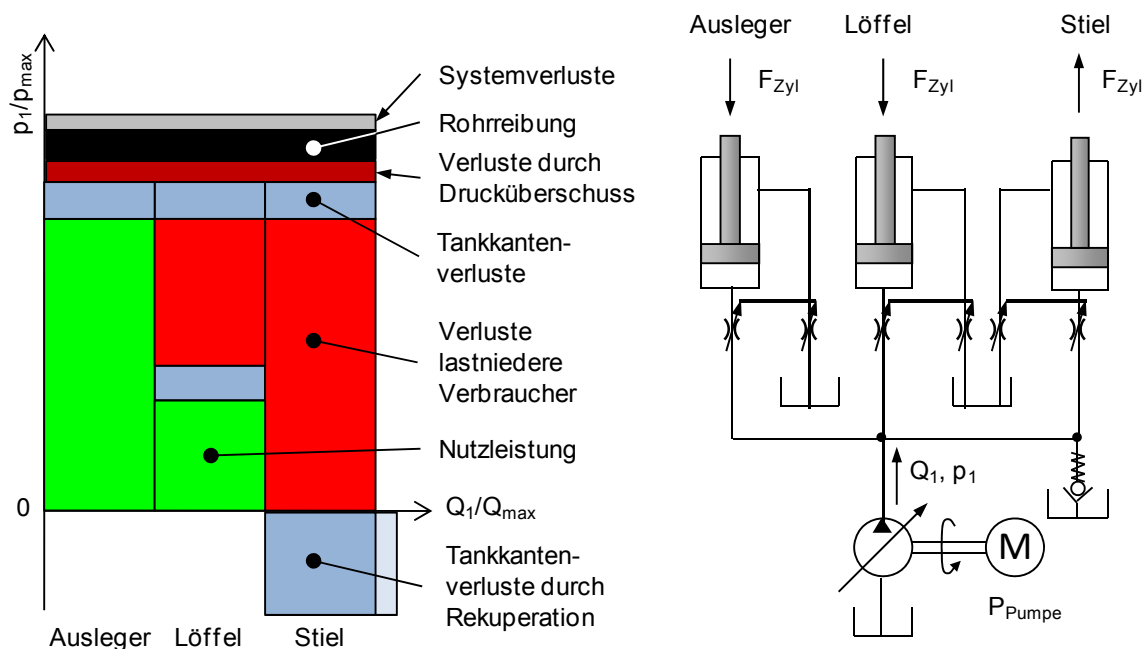 p1/pmax
Systemverluste
Rohrreibung
Verluste durch
Drucküberschuss
Tankkanten-
verluste
Verluste
lastniedere
Verbraucher
Nutzleistung
0
Q1/Qmax
Tankkanten-
verluste durch
Rekuperation
Ausleger
Löffel
Stiel
Ausleger
Löffel
Stiel
FZyl
FZyl
FZyl
Q1, p1
M
PPumpe